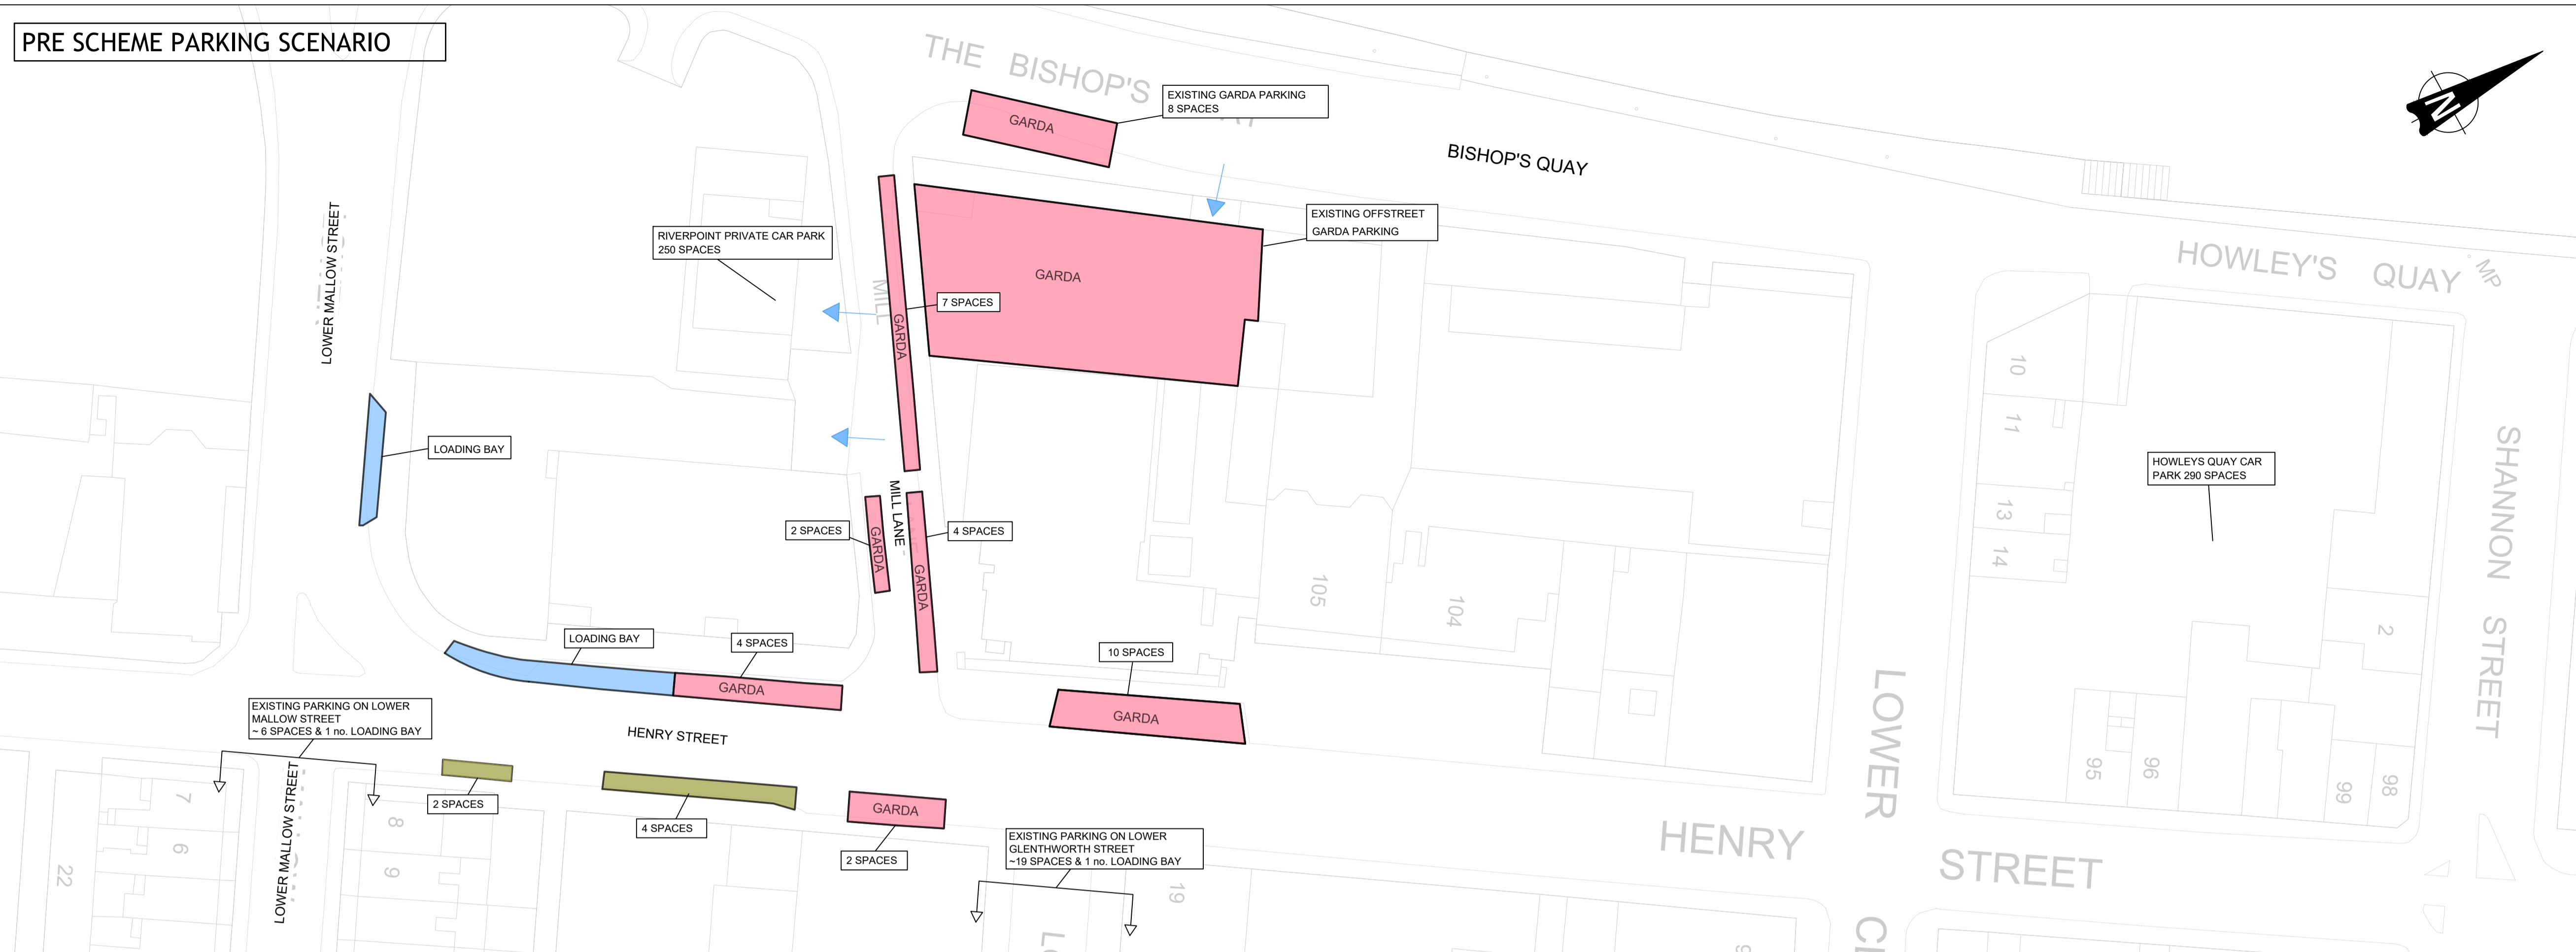 PRE SCHEME PARKING SCENARIO
THE BISHOP'S
EXISTING GARDA PARKING
8 SPACES
GARDA
BISHOP'S QUAY
N
EXISTING OFFSTREET
GARDA PARKING
GARDA
RIVERPOINT PRIVATE CAR PARK
250 SPACES
LOWER MALLOW STREET
MILL
7 SPACES
GARDA
HOWLEY'S QUAY
MP
LOADING BAY
10
11
13
14
HOWLEYS QUAY CAR
PARK 290 SPACES
SHANNON STREET
MILL LANE
2 SPACES
GARDA
4 SPACES
GARDA
105
104
2
LOADING BAY
4 SPACES
GARDA
10 SPACES
GARDA
EXISTING PARKING ON LOWER
MALLOW STREET
~ 6 SPACES & 1 no. LOADING BAY
HENRY STREET
LOWER
95
96
99
98
LOWER MALLOW STREET
7
6
22
8
9
2 SPACES
4 SPACES
GARDA
2 SPACES
EXISTING PARKING ON LOWER
GLENTHWORTH STREET
~19 SPACES & 1 no. LOADING BAY
19
HENRY STREET